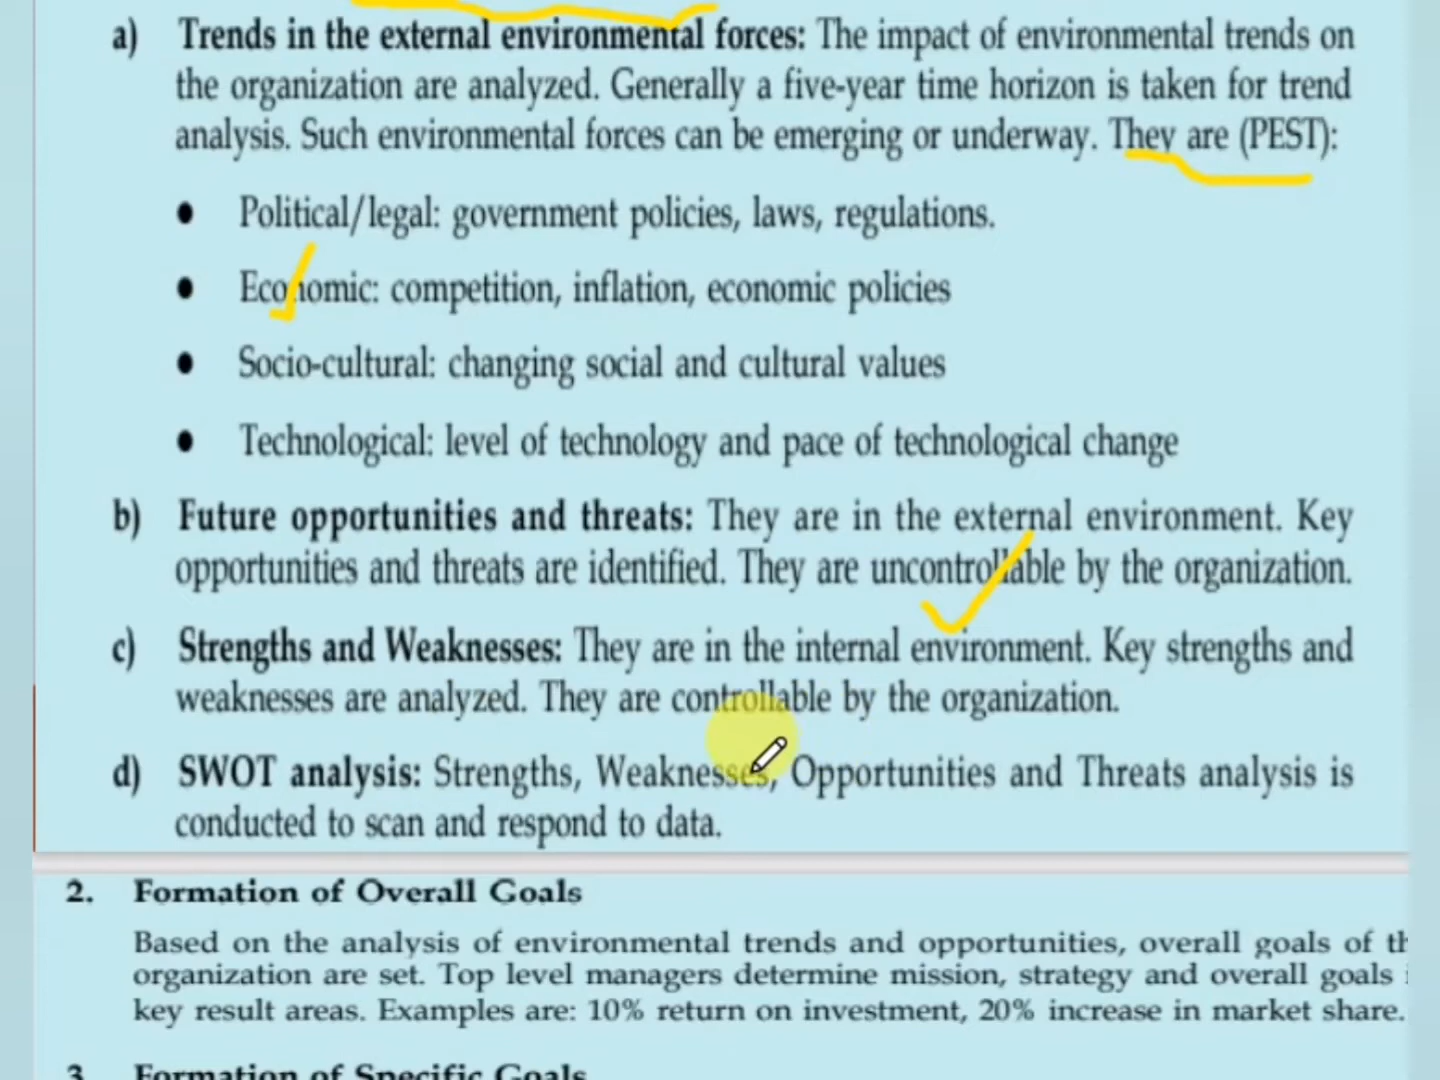 a) Trends in the external environmental forces: The impact of environmental trends on
the organization are analyzed. Generally a five-year time horizon is taken for trend
analysis. Such environmental forces can be emerging or underway. They are (PEST):
● Political/legal: government policies, laws, regulations.
● Economic: competition, inflation, economic policies
● Socio-cultural: changing social and cultural values
● Technological: level of technology and pace of technological change
b) Future opportunities and threats: They are in the external environment. Key
opportunities and threats are identified. They are uncontrollable by the organization.
c) Strengths and Weaknesses: They are in the internal environment. Key strengths and
weaknesses are analyzed. They are controllable by the organization.
d) SWOT analysis: Strengths, Weaknesses, Opportunities and Threats analysis is
conducted to scan and respond to data.
2. Formation of Overall Goals
Based on the analysis of environmental trends and opportunities, overall goals of
organization are set. Top level managers determine mission, strategy and overall goals
key result areas. Examples are: 10% return on investment, 20% increase in market share.
3. Formation of Specific Goals